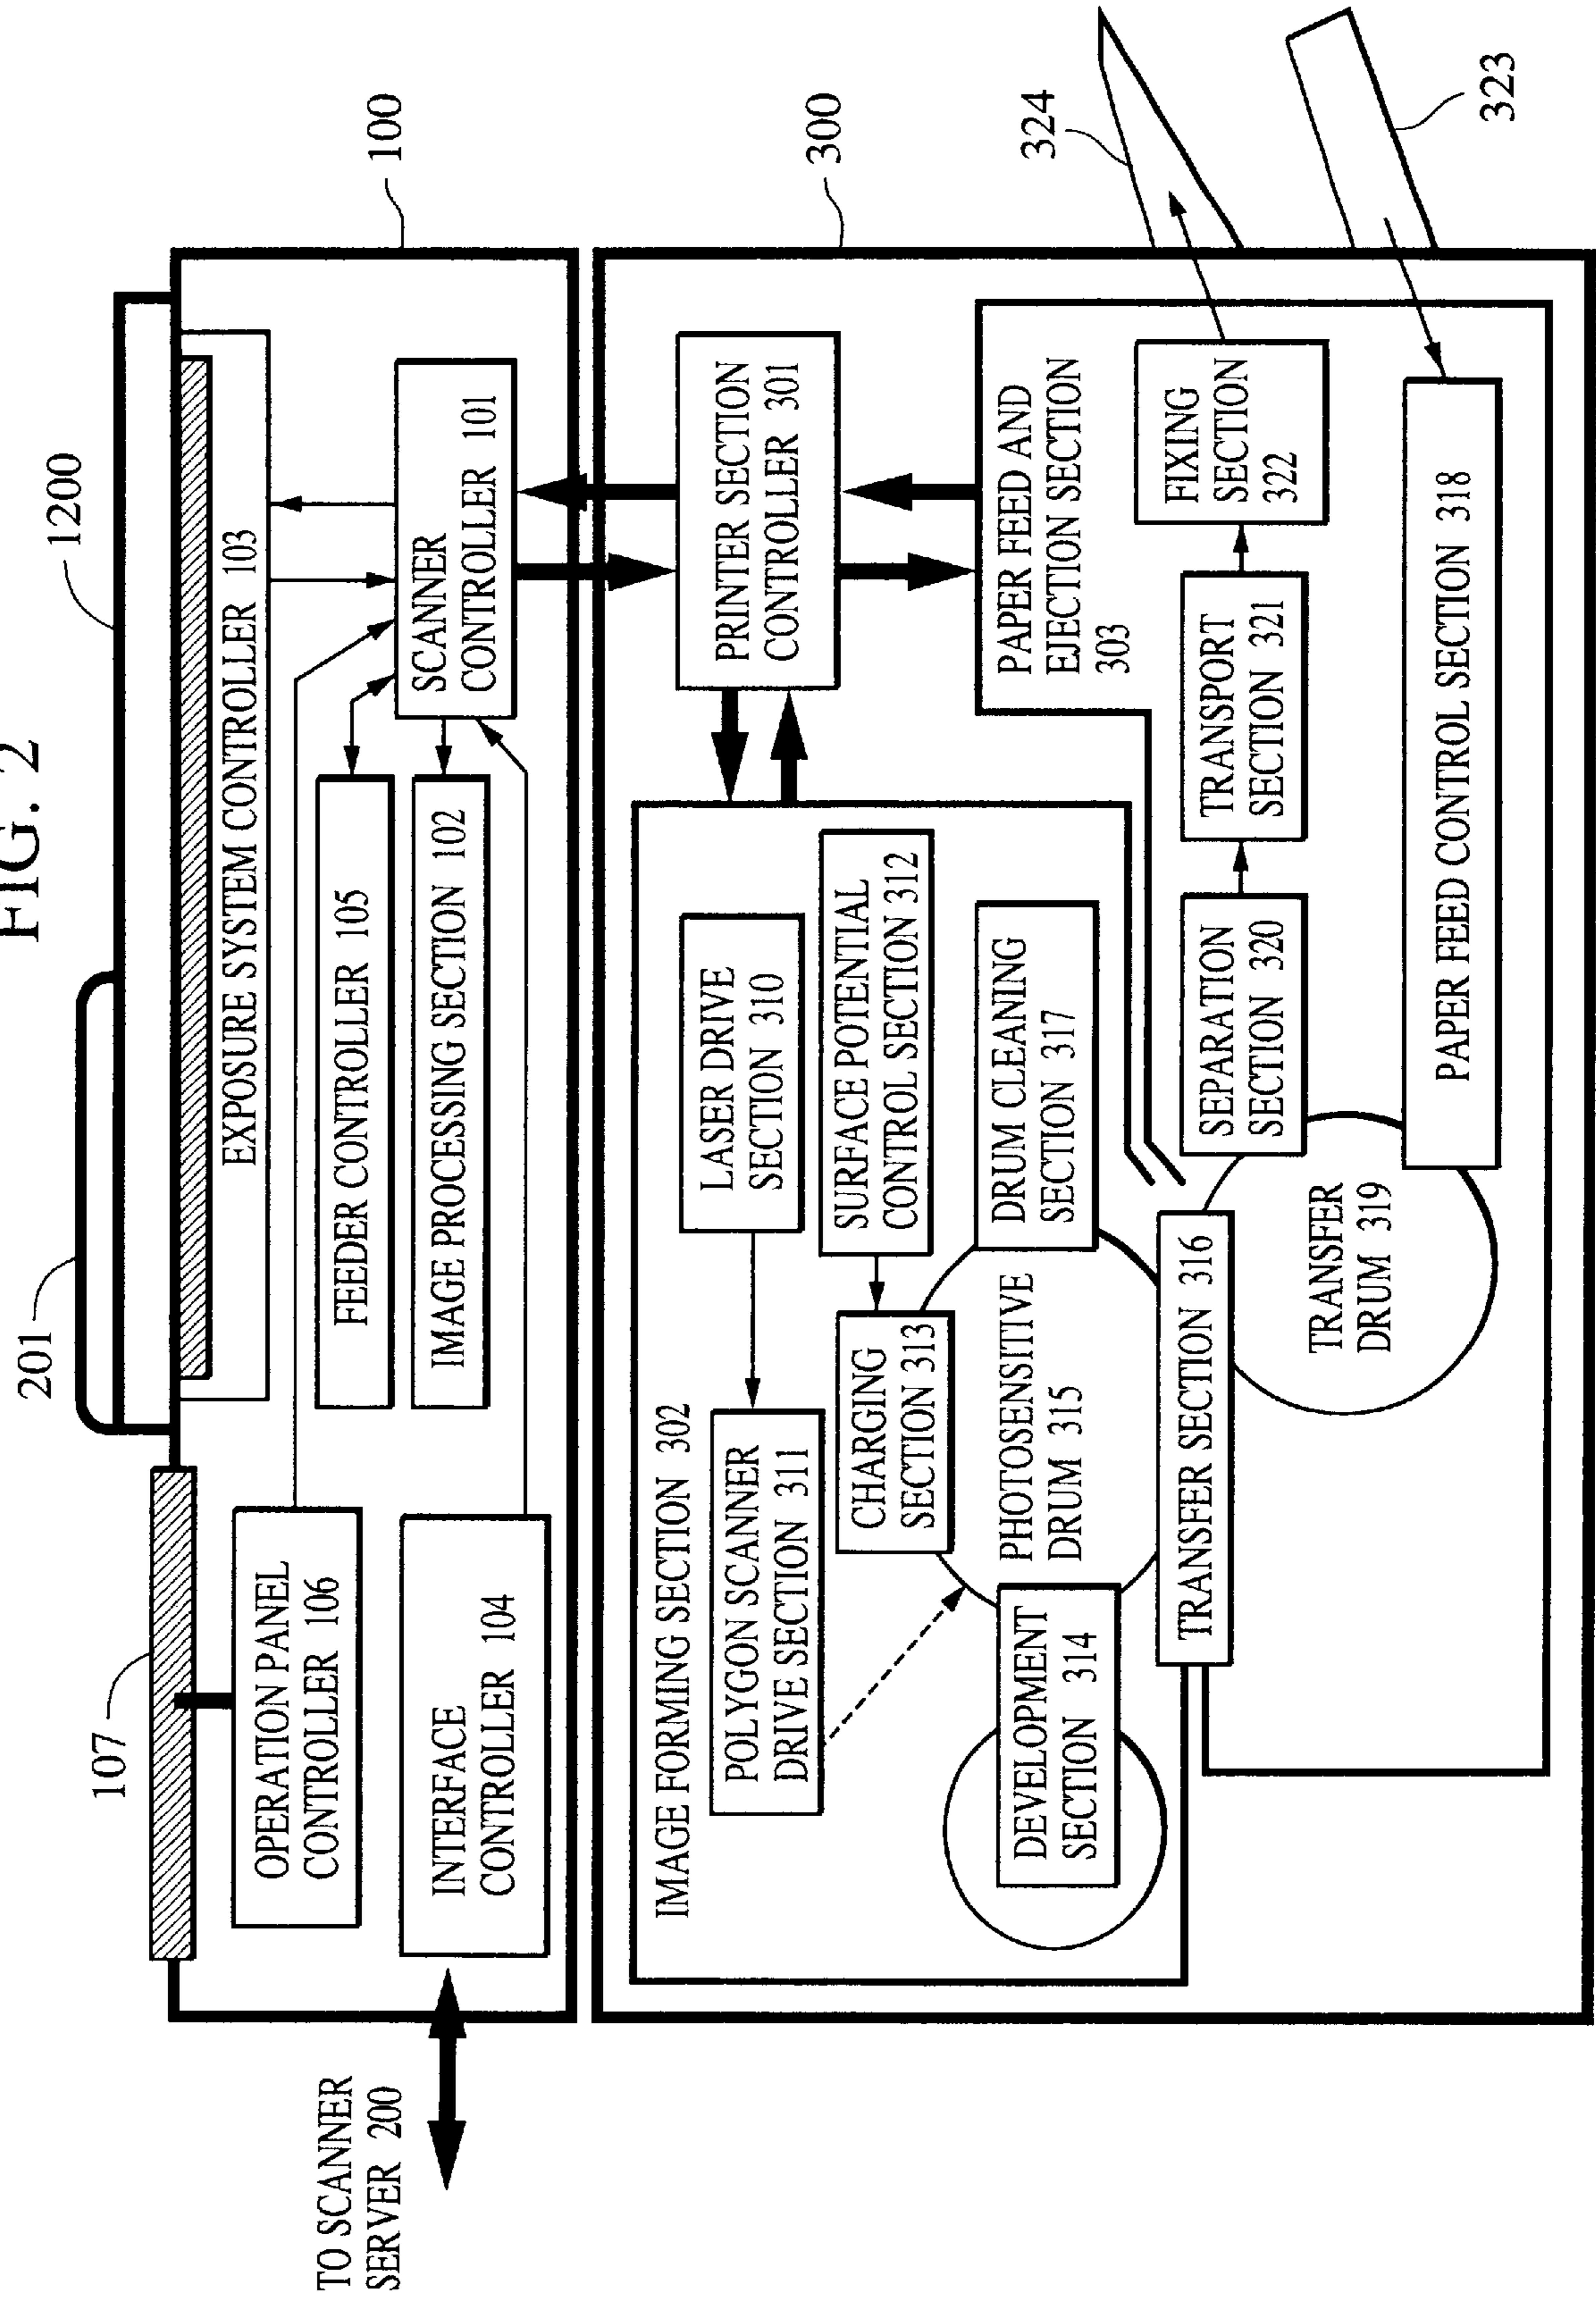 FIG. 2
201
1200
107
100
EXPOSURE SYSTEM CONTROLLER 103
OPERATION PANEL
CONTROLLER 106
FEEDER CONTROLLER 105
IMAGE PROCESSING SECTION 102
SCANNER
CONTROLLER 101
INTERFACE
CONTROLLER 104
TO SCANNER
SERVER 200
300
IMAGE FORMING SECTION 302
PRINTER SECTION
CONTROLLER 301
LASER DRIVE
SECTION 310
POLYGON SCANNER
DRIVE SECTION 311
SURFACE POTENTIAL
CONTROL SECTION 312
CHARGING
SECTION 313
PHOTOSENSITIVE
DRUM 315
DRUM CLEANING
SECTION 317
DEVELOPMENT
SECTION 314
TRANSFER SECTION 316
PAPER FEED AND
EJECTION SECTION
303
SEPARATION
SECTION 320
TRANSPORT
SECTION 321
FIXING
SECTION
322
TRANSFER
DRUM 319
PAPER FEED CONTROL SECTION 318
324
323